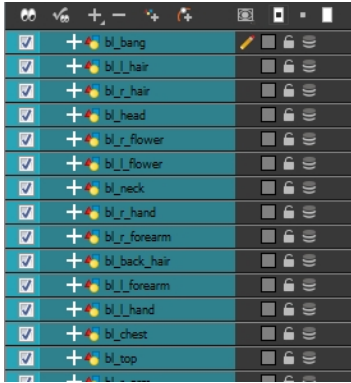 bl_bang
bl_l_hair
bl_r_hair
bl_head
bl_r_flower
bl_l_flower
bl_neck
bl_r_hand
bl_r_forearm
bl_back_hair
bl_l_forearm
bl_l_hand
bl_chest
bl_top